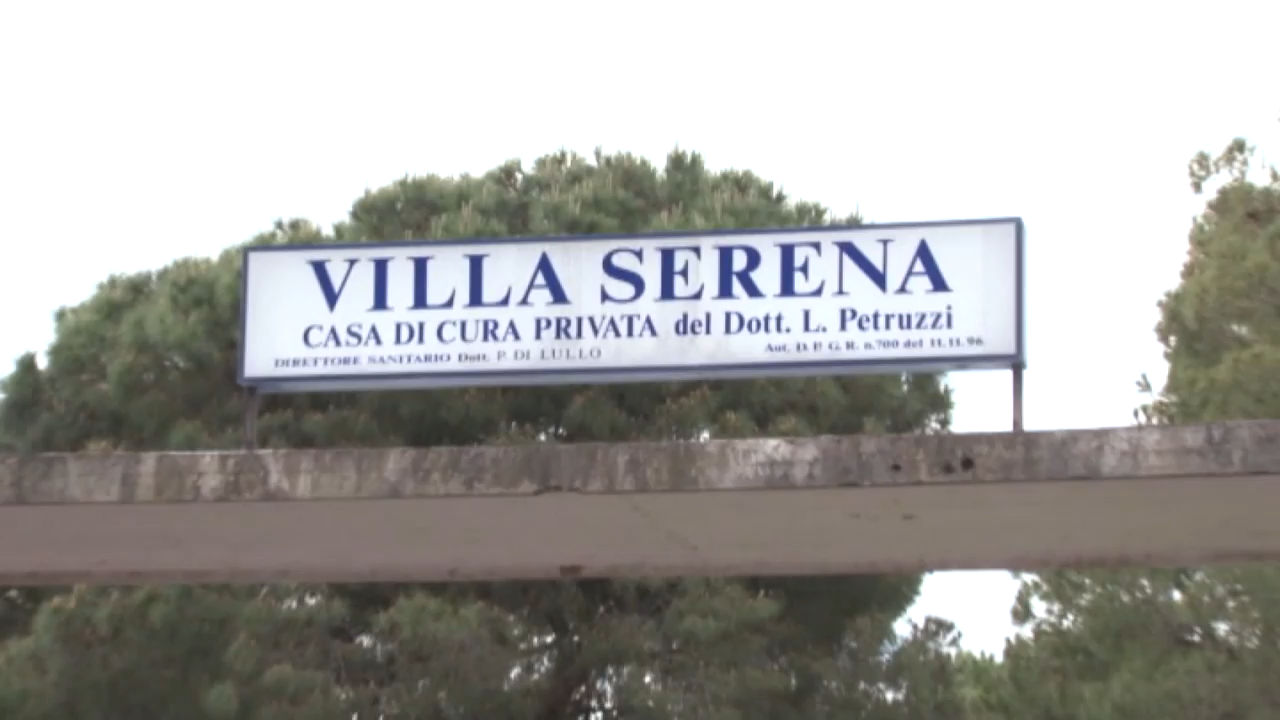 VILLA SERENA
CASA DI CURA PRIVATA del Dott. L. Petruzzi
DIRETTORE SANITARIO Dott. P. DI LULLO
Aut. D. P. G. R. n.700 del 11.11.96